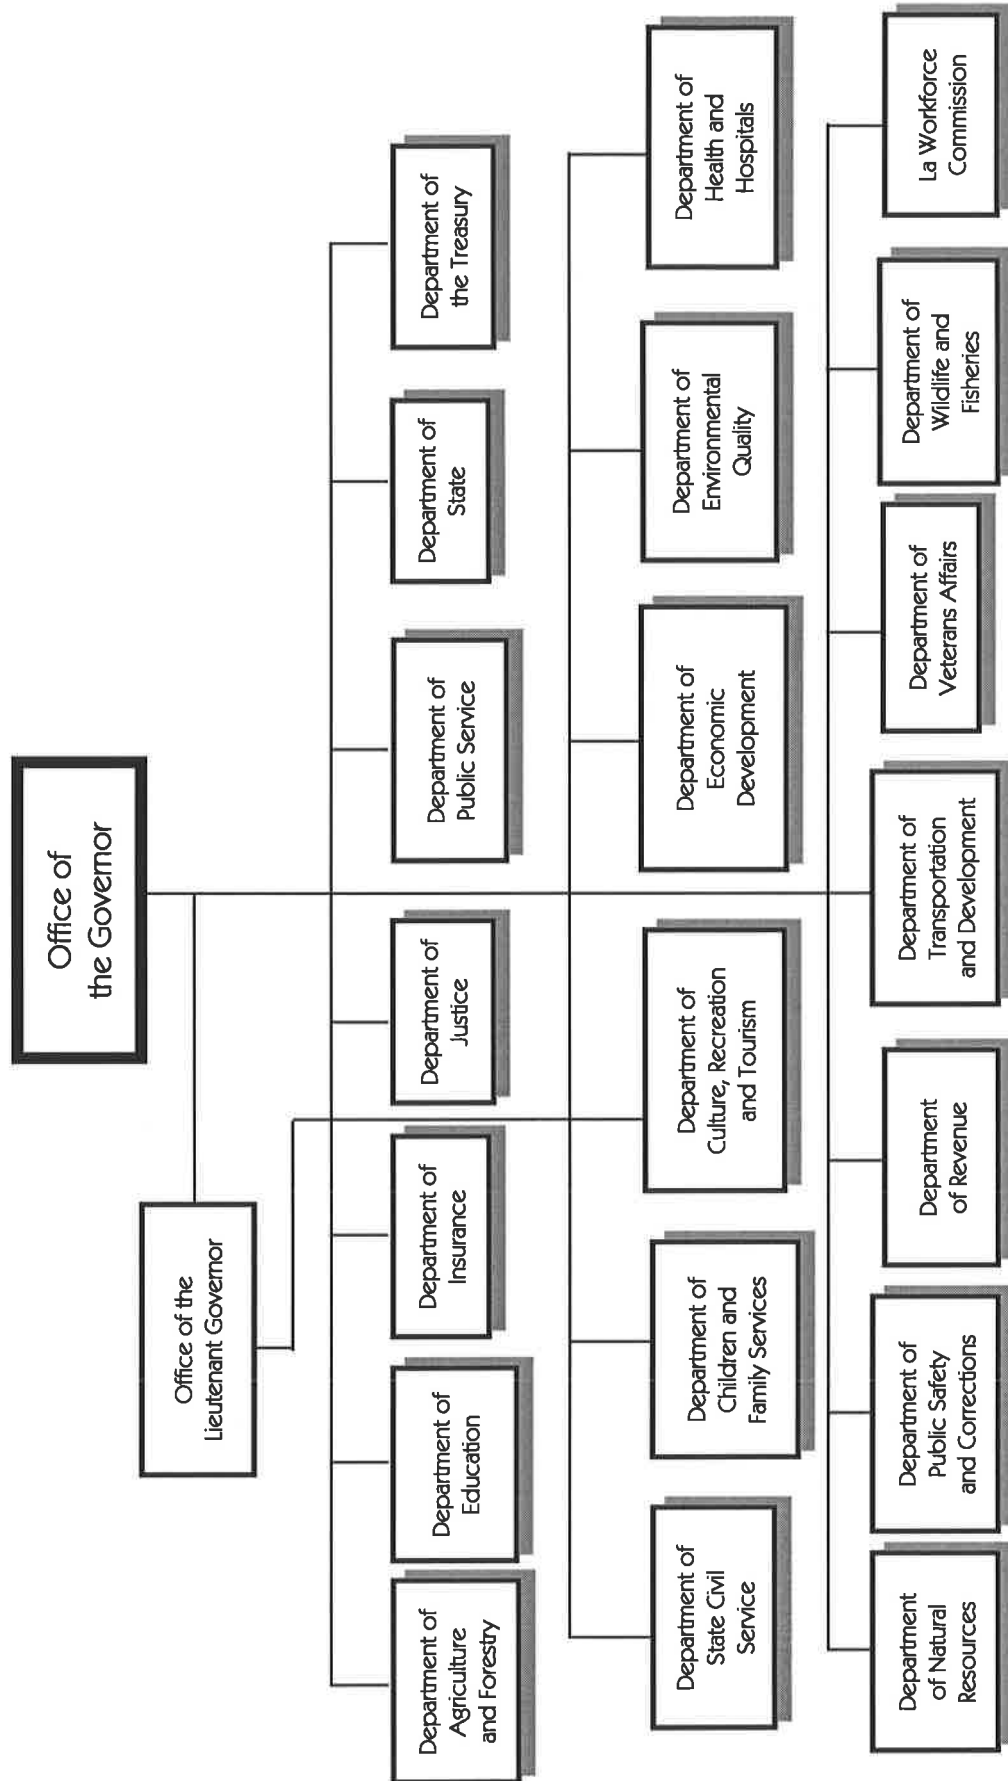 Office of
the Governor
Office of the
Lieutenant Governor
Department of
Agriculture
and Forestry
Department of
Education
Department of
Insurance
Department of
Justice
Department of
Public Service
Department of
State
Department of
the Treasury
Department of
State Civil
Service
Department of
Children and
Family Services
Department of
Culture, Recreation
and Tourism
Department of
Economic
Development
Department of
Environmental
Quality
Department of
Health and
Hospitals
Department
of Natural
Resources
Department of
Public Safety
and Corrections
Department
of Revenue
Department of
Transportation
and Development
Department of
Veterans Affairs
Department of
Wildlife and
Fisheries
La Workforce
Commission